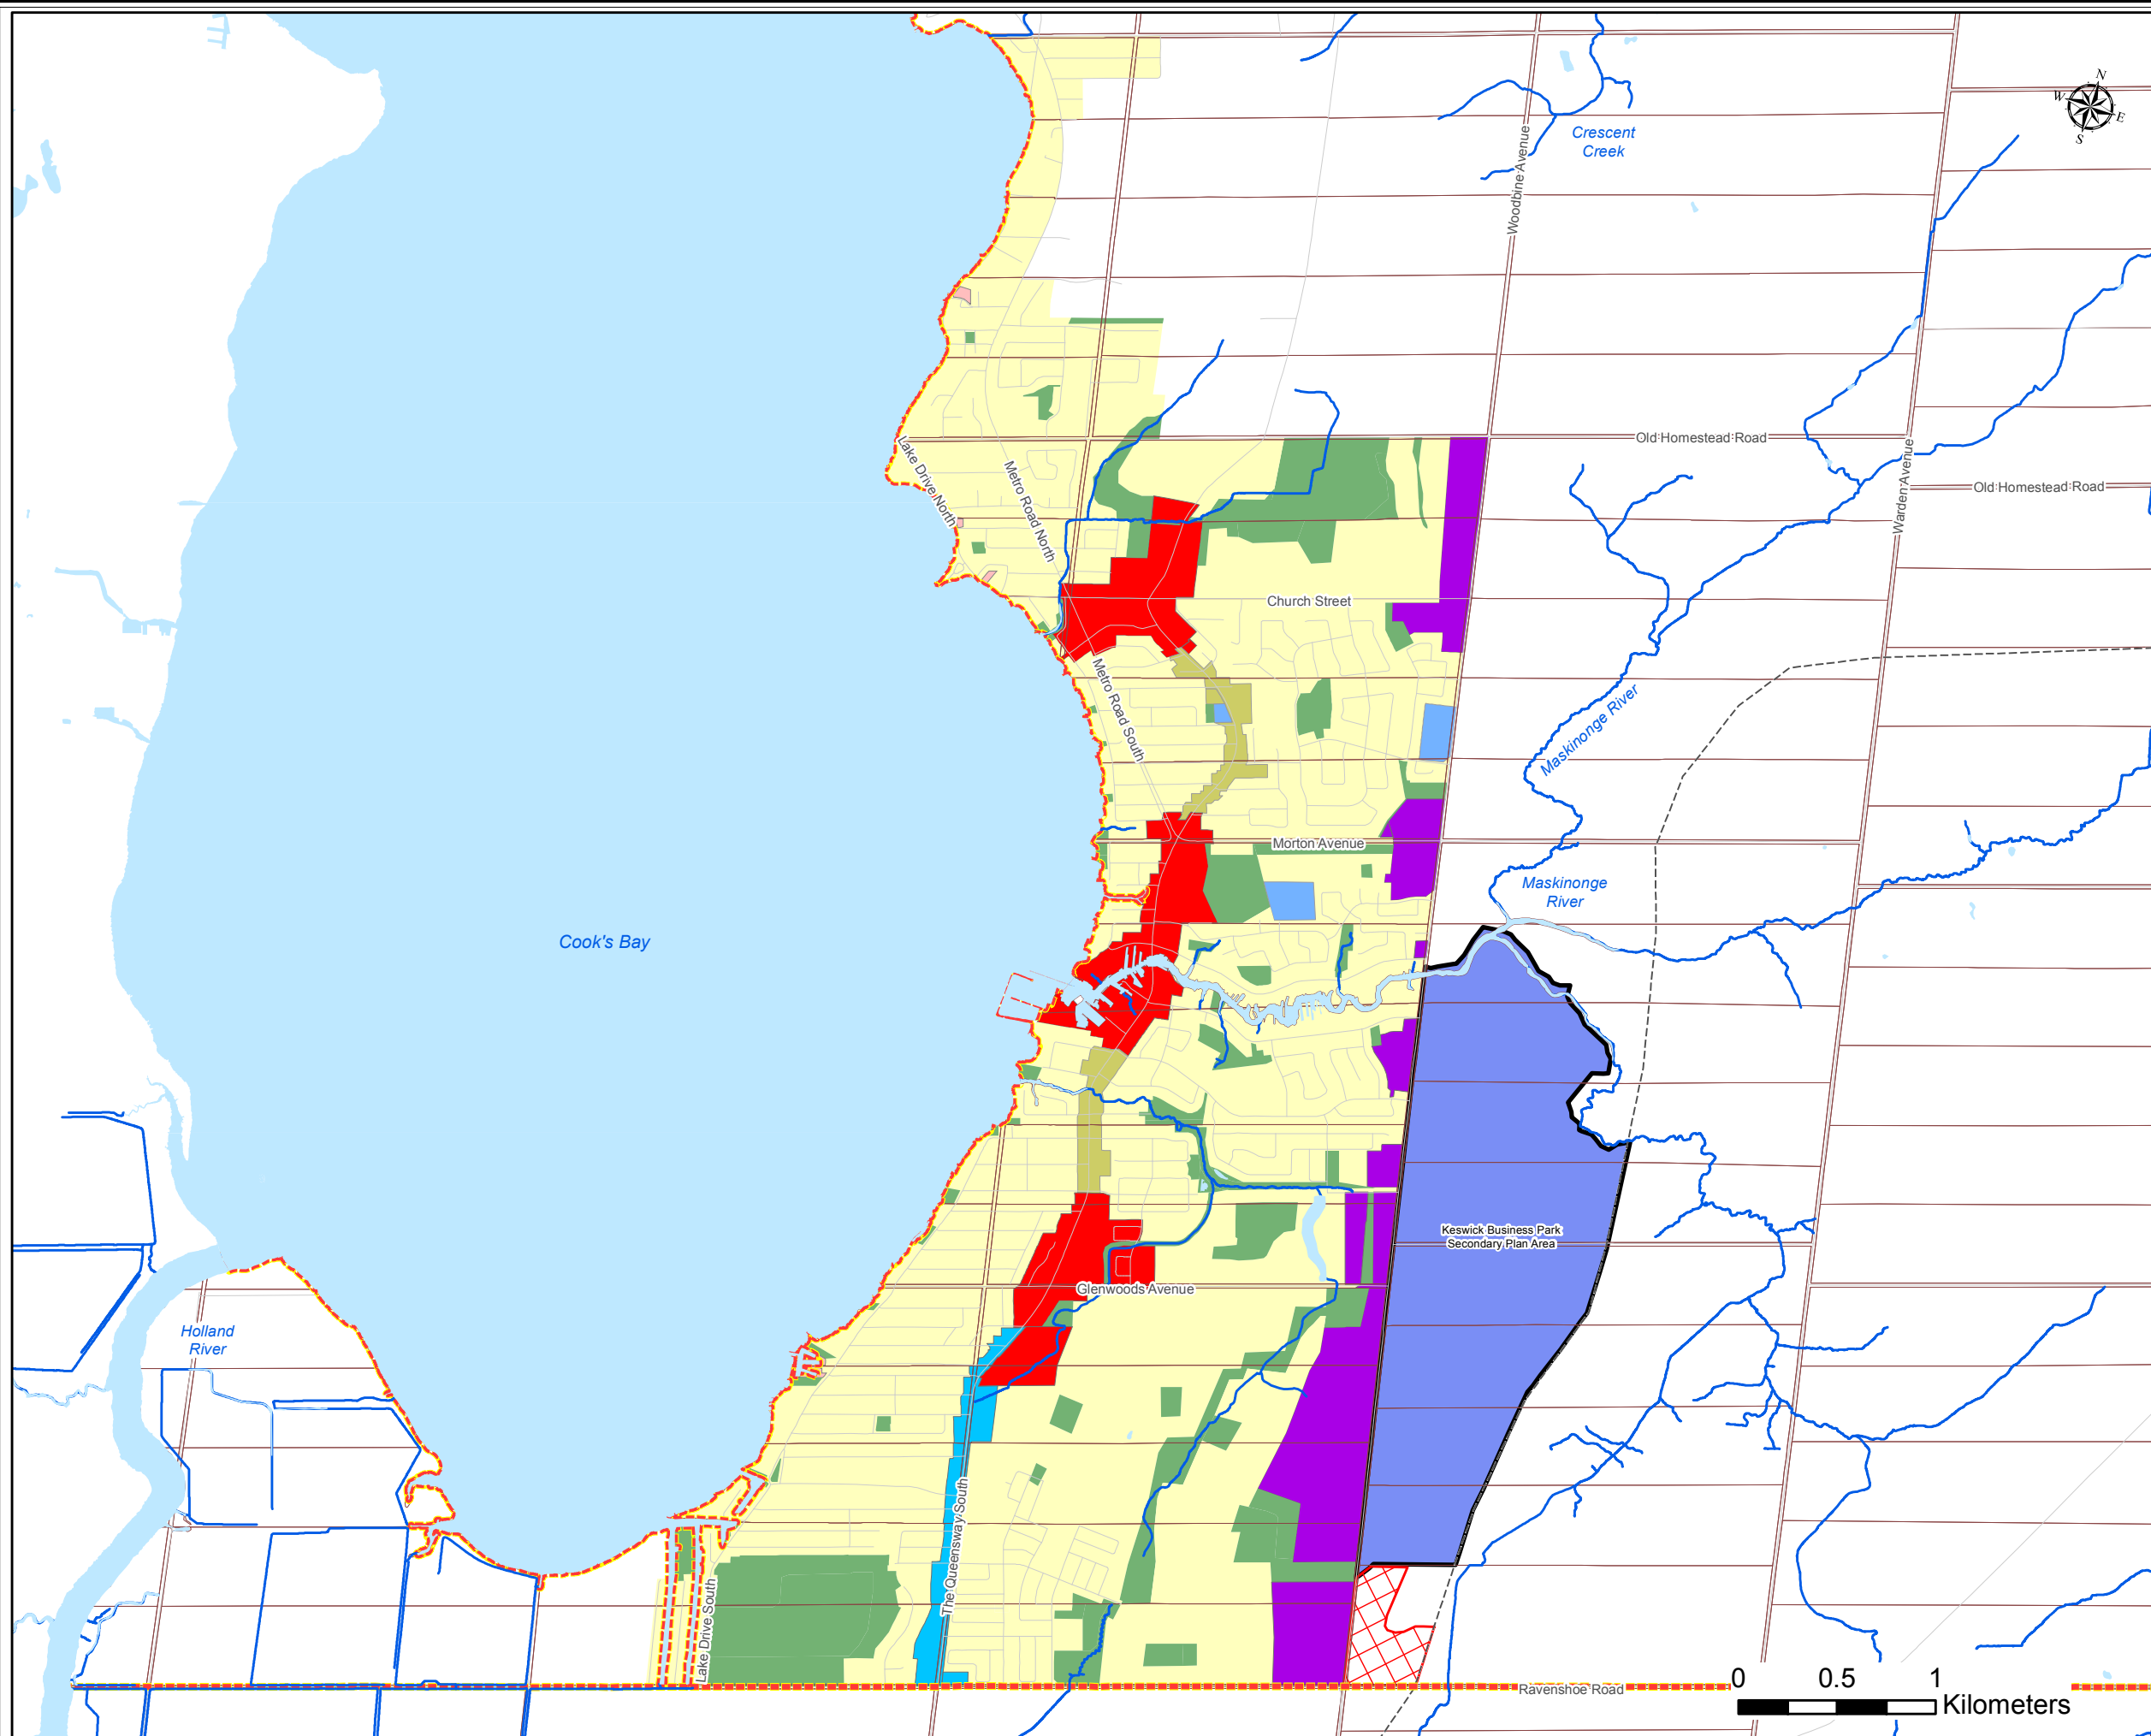 N
W
E
S
Crescent
Creek
Woodbine Avenue
Old Homestead Road
Lake Drive North
Metro Road North
Warden Avenue
Old Homestead Road
Church Street
Metro Road South
Maskinonge River
Morton Avenue
Maskinonge
River
Cook's Bay
Keswick Business Park
Secondary Plan Area
Glenwoods Avenue
Holland
River
The Queensway South
Lake Drive South
Ravenshoe Road
0 0.5 1
Kilometers